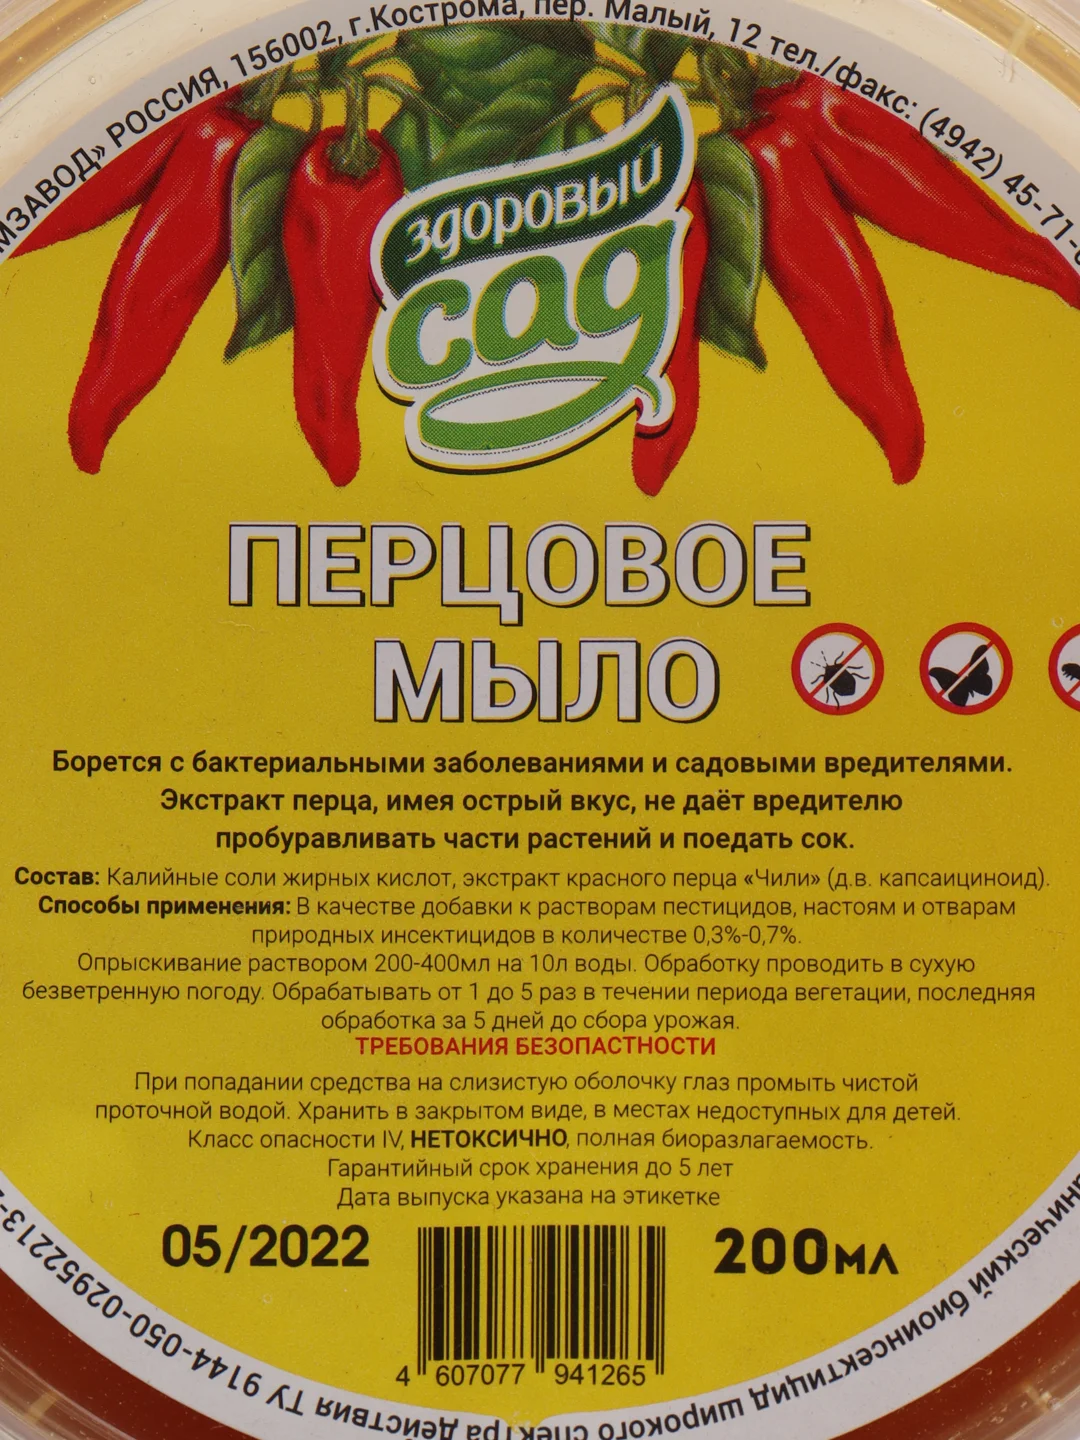 РОССИЯ, 156002, г.Кострома, пер. Малый, 12 тел./факс: (4942) 45-71-
здоровый
сад
ПЕРЦОВОЕ
МЫЛО
Борется с бактериальными заболеваниями и садовыми вредителями.
Экстракт перца, имея острый вкус, не даёт вредителю
пробуравливать части растений и поедать сок.
Состав: Калийные соли жирных кислот, экстракт красного перца «Чили» (д.в. капсаициноид).
Способы применения: В качестве добавки к растворам пестицидов, настоям и отварам
природных инсектицидов в количестве 0,3%-0,7%.
Опрыскивание раствором 200-400мл на 10л воды. Обработку проводить в сухую
безветренную погоду. Обрабатывать от 1 до 5 раз в течении периода вегетации, последняя
обработка за 5 дней до сбора урожая.
ТРЕБОВАНИЯ БЕЗОПАСТНОСТИ
При попадании средства на слизистую оболочку глаз промыть чистой
проточной водой. Хранить в закрытом виде, в местах недоступных для детей.
Класс опасности IV, НЕТОКСИЧНО, полная биоразлагаемость.
Гарантийный срок хранения до 5 лет
Дата выпуска указана на этикетке
05/2022
200мл
4 607077 941265
биоинсектицид широкого спектра действия ТУ 9144-050-02952213-